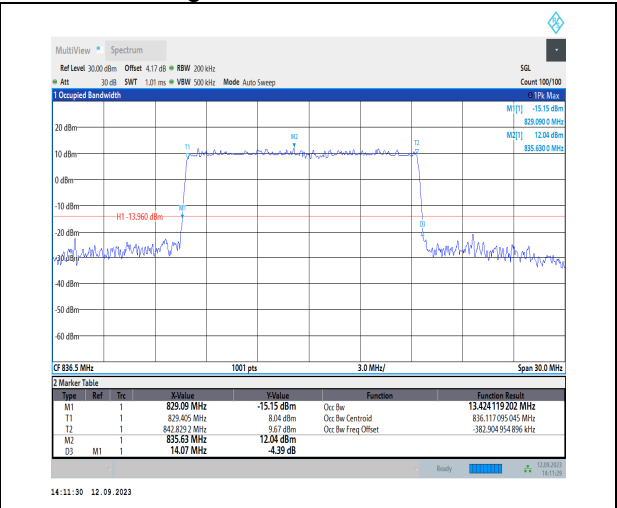 MultiView Spectrum
Ref Level 30.00 dBm Offset 4.17 dB RBW 200 kHz SGL
Att 30 dB SWT 1.01 ms VBW 500 kHz Mode Auto Sweep Count 100/100
1 Occupied Bandwidth 1Pk Max
M1[1] -15.15 dBm
829.090 0 MHz
M2[1] 12.04 dBm
835.630 0 MHz
20 dBm
M2
T1
T2
10 dBm
0 dBm
-10 dBm
M1
H1 -13.960 dBm
D3
-20 dBm
-30 dBm
-40 dBm
-50 dBm
-60 dBm
CF 836.5 MHz 1001 pts 3.0 MHz/ Span 30.0 MHz
2 Marker Table
Type Ref Trc X-Value Y-Value Function Function Result
M1 1 829.09 MHz -15.15 dBm Occ Bw 13.424 119 202 MHz
T1 1 829.405 MHz 8.04 dBm Occ Bw Centroid 836.117 095 045 MHz
T2 1 842.829 2 MHz 9.67 dBm Occ Bw Freq Offset -382.904 954 896 kHz
M2 1 835.63 MHz 12.04 dBm
D3 M1 1 14.07 MHz -4.39 dB
Ready 12.09.2023
14:11:29
14:11:30 12.09.2023